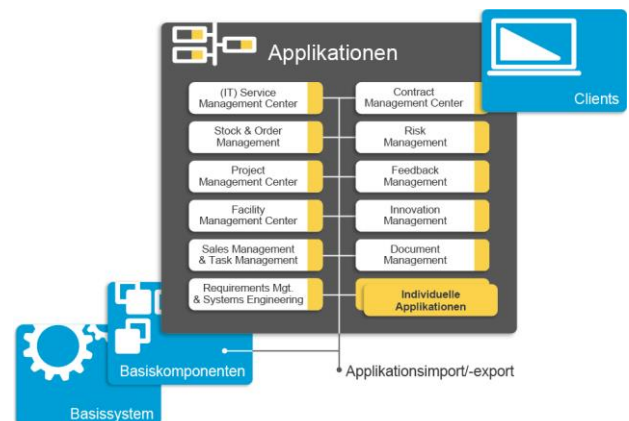 Applikationen
Clients
(IT) Service
Management Center
Contract
Management Center
Stock & Order
Management
Risk
Management
Project
Management Center
Feedback
Management
Facility
Management Center
Innovation
Management
Sales Management
& Task Management
Document
Management
Requirements Mgt.
& Systems Engineering
Individuelle
Applikationen
Basiskomponenten
Applikationsimport/-export
Basissystem